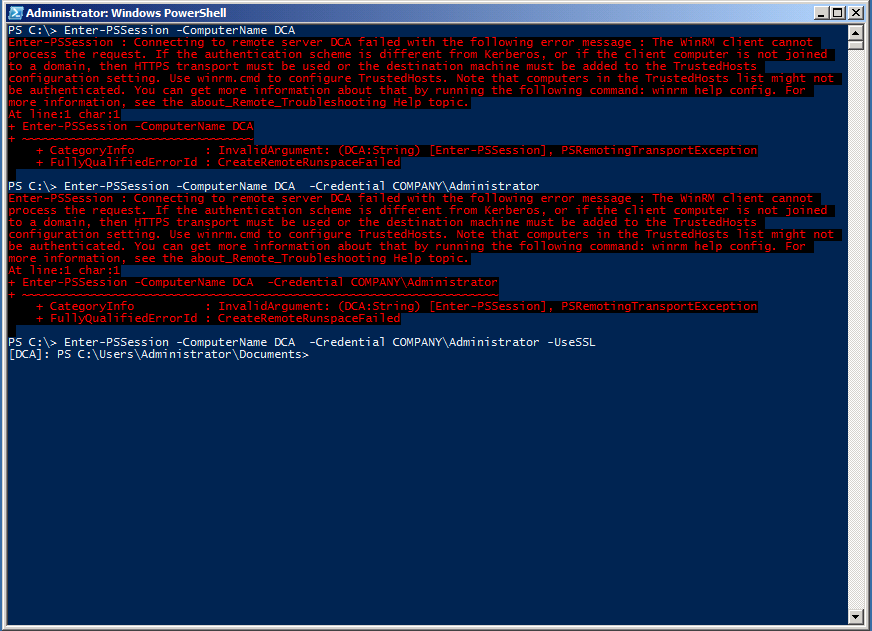 Administrator: Windows PowerShell
PS C:\> Enter-PSSession -ComputerName DCA
Enter-PSSession : Connecting to remote server DCA failed with the following error message : The WinRM client cannot
process the request. If the authentication scheme is different from Kerberos, or if the client computer is not joined
to a domain, then HTTPS transport must be used or the destination machine must be added to the TrustedHosts
configuration setting. Use winrm.cmd to configure TrustedHosts. Note that computers in the TrustedHosts list might not
be authenticated. You can get more information about that by running the following command: winrm help config. For
more information, see the about_Remote_Troubleshooting Help topic.
At line:1 char:1
+ Enter-PSSession -ComputerName DCA
+ ~~~~~~~~~~~~~~~~~~~~~~~~~~~~~~~~~
    + CategoryInfo          : InvalidArgument: (DCA:String) [Enter-PSSession], PSRemotingTransportException
    + FullyQualifiedErrorId : CreateRemoteRunspaceFailed
PS C:\> Enter-PSSession -ComputerName DCA  -Credential COMPANY\Administrator
Enter-PSSession : Connecting to remote server DCA failed with the following error message : The WinRM client cannot
process the request. If the authentication scheme is different from Kerberos, or if the client computer is not joined
to a domain, then HTTPS transport must be used or the destination machine must be added to the TrustedHosts
configuration setting. Use winrm.cmd to configure TrustedHosts. Note that computers in the TrustedHosts list might not
be authenticated. You can get more information about that by running the following command: winrm help config. For
more information, see the about_Remote_Troubleshooting Help topic.
At line:1 char:1
+ Enter-PSSession -ComputerName DCA  -Credential COMPANY\Administrator
+ ~~~~~~~~~~~~~~~~~~~~~~~~~~~~~~~~~~~~~~~~~~~~~~~~~~~~~~~~~~~~~~~~~~~~
    + CategoryInfo          : InvalidArgument: (DCA:String) [Enter-PSSession], PSRemotingTransportException
    + FullyQualifiedErrorId : CreateRemoteRunspaceFailed
PS C:\> Enter-PSSession -ComputerName DCA  -Credential COMPANY\Administrator -UseSSL
[DCA]: PS C:\Users\Administrator\Documents>